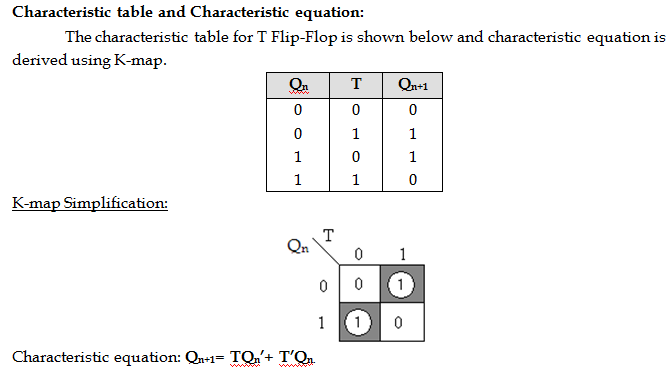 Characteristic table and Characteristic equation:
The characteristic table for T Flip-Flop is shown below and characteristic equation is
derived using K-map.
Qn T Qn+1
0 0 0
0 1 1
1 0 1
1 1 0
K-map Simplification:
Qn T
0 1
0 0 1
1 1 0
Characteristic equation: Qn+1= TQn′+ T′Qn.